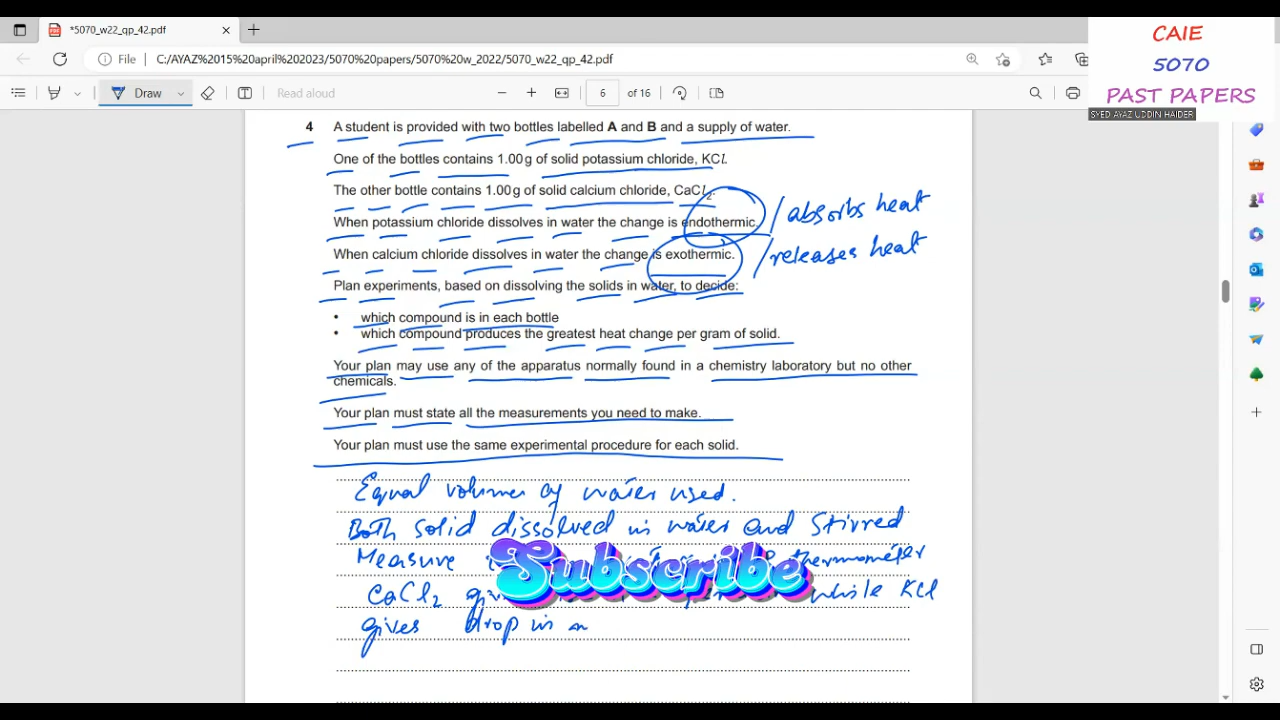 *5070_w22_qp_42.pdf
File C:/AYAZ%2015%20april%202023/5070%20papers/5070%20w_2022/5070_w22_qp_42.pdf
Draw Read aloud 6 of 16
CAIE
5070
PAST PAPERS
SYED AYAZ UDDIN HAIDER
4 A student is provided with two bottles labelled A and B and a supply of water.
One of the bottles contains 1.00 g of solid potassium chloride, KCl.
The other bottle contains 1.00 g of solid calcium chloride, CaCl2.
When potassium chloride dissolves in water the change is endothermic. / absorbs heat
When calcium chloride dissolves in water the change is exothermic. / releases heat
Plan experiments, based on dissolving the solids in water, to decide:
• which compound is in each bottle
• which compound produces the greatest heat change per gram of solid.
Your plan may use any of the apparatus normally found in a chemistry laboratory but no other
chemicals.
Your plan must state all the measurements you need to make.
Your plan must use the same experimental procedure for each solid.
Equal volumes of water used.
Both solid dissolved in water and stirred
Measure thermometer
CaCl2 while KCl
gives drop in
Subscribe